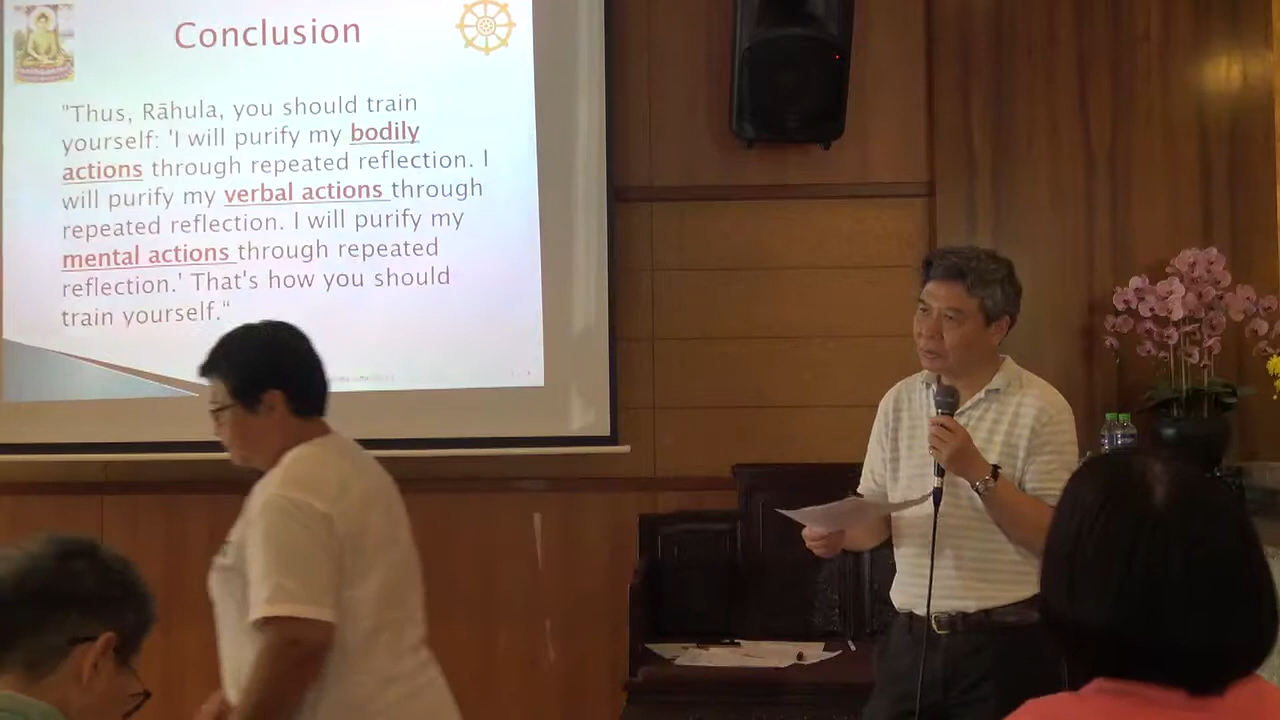 Conclusion
"Thus, Rāhula, you should train
yourself: 'I will purify my bodily
actions through repeated reflection. I
will purify my verbal actions through
repeated reflection. I will purify my
mental actions through repeated
reflection.' That's how you should
train yourself."